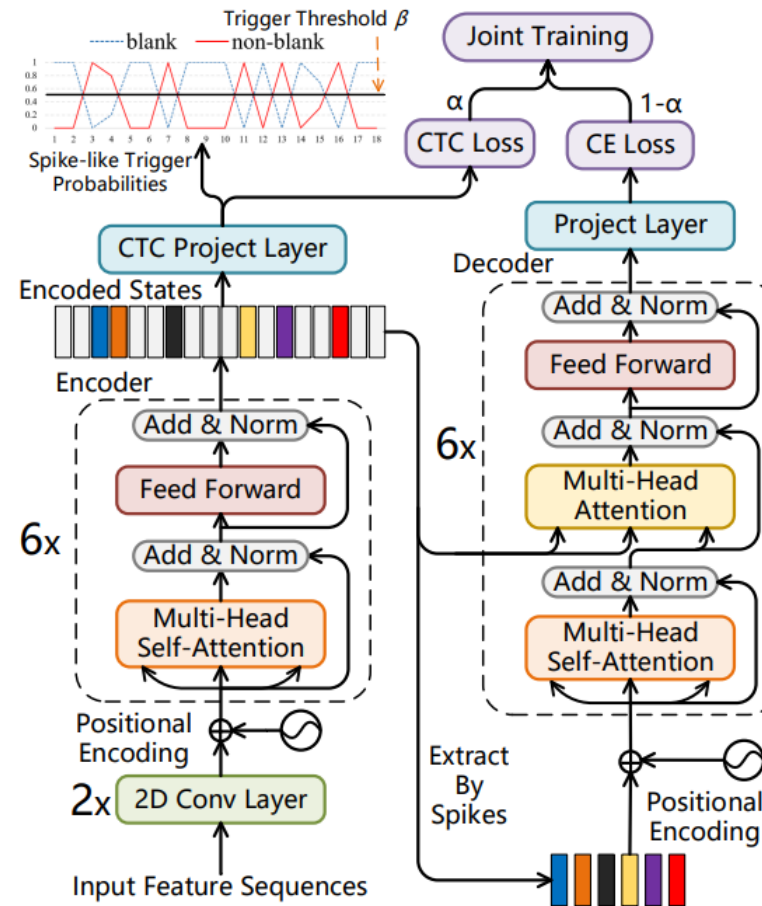 Trigger Threshold β
blank
non-blank
1
0.8
0.6
0.4
0.2
0
1 2 3 4 5 6 7 8 9 10 11 12 13 14 15 16 17 18
Spike-like Trigger
Probabilities
Joint Training
α
1-α
CTC Loss
CE Loss
CTC Project Layer
Project Layer
Encoded States
Encoder
Add & Norm
Feed Forward
6x
Add & Norm
Multi-Head
Self-Attention
Positional
Encoding
2x
2D Conv Layer
Input Feature Sequences
Decoder
Add & Norm
Feed Forward
6x
Add & Norm
Multi-Head
Attention
Add & Norm
Multi-Head
Self-Attention
Extract
By
Spikes
Positional
Encoding